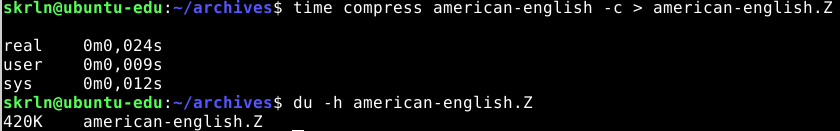 skrln@ubuntu-edu:~/archives$ time compress american-english -c > american-english.Z
real 0m0,024s
user 0m0,009s
sys 0m0,012s
skrln@ubuntu-edu:~/archives$ du -h american-english.Z
420K american-english.Z